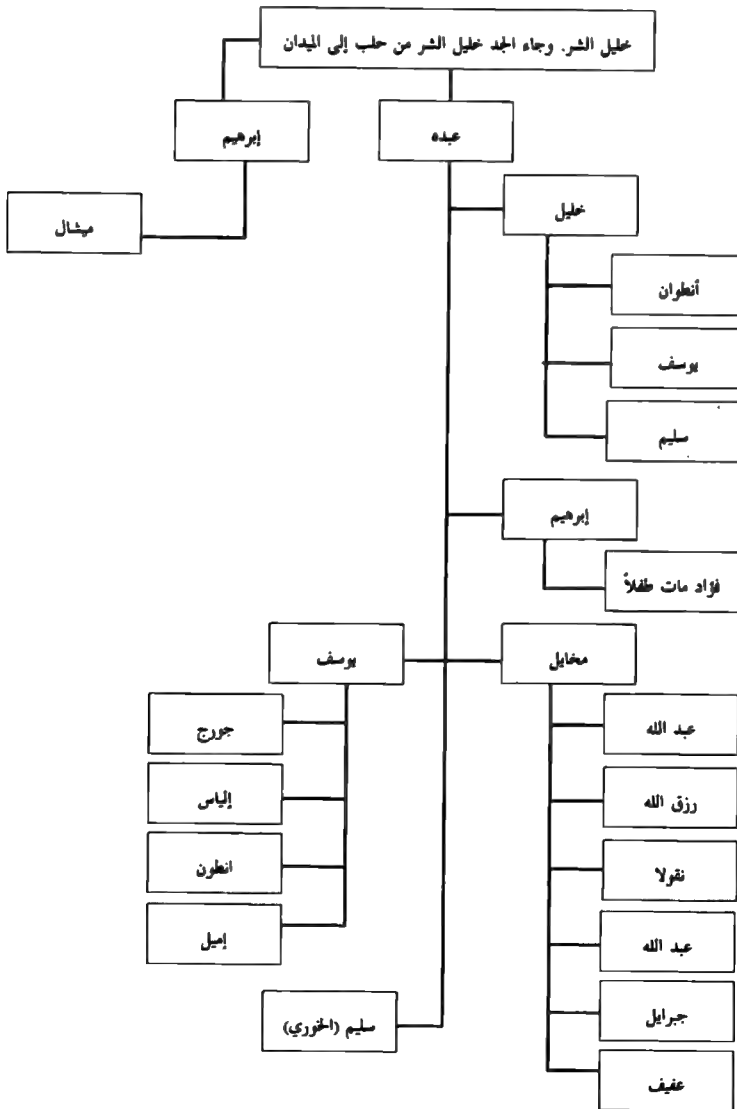 خليل الشر. وجاء الجد خليل الشر من حلب إلى الميدان
عبده
إبرهيم
ميشال
خليل
أنطوان
يوسف
سليم
إبرهيم
فؤاد مات طفلاً
مخايل
يوسف
عبد الله
رزق الله
نقولا
عبد الله
جبرايل
عفيف
جورج
إلياس
انطون
إميل
سليم (الخوري)